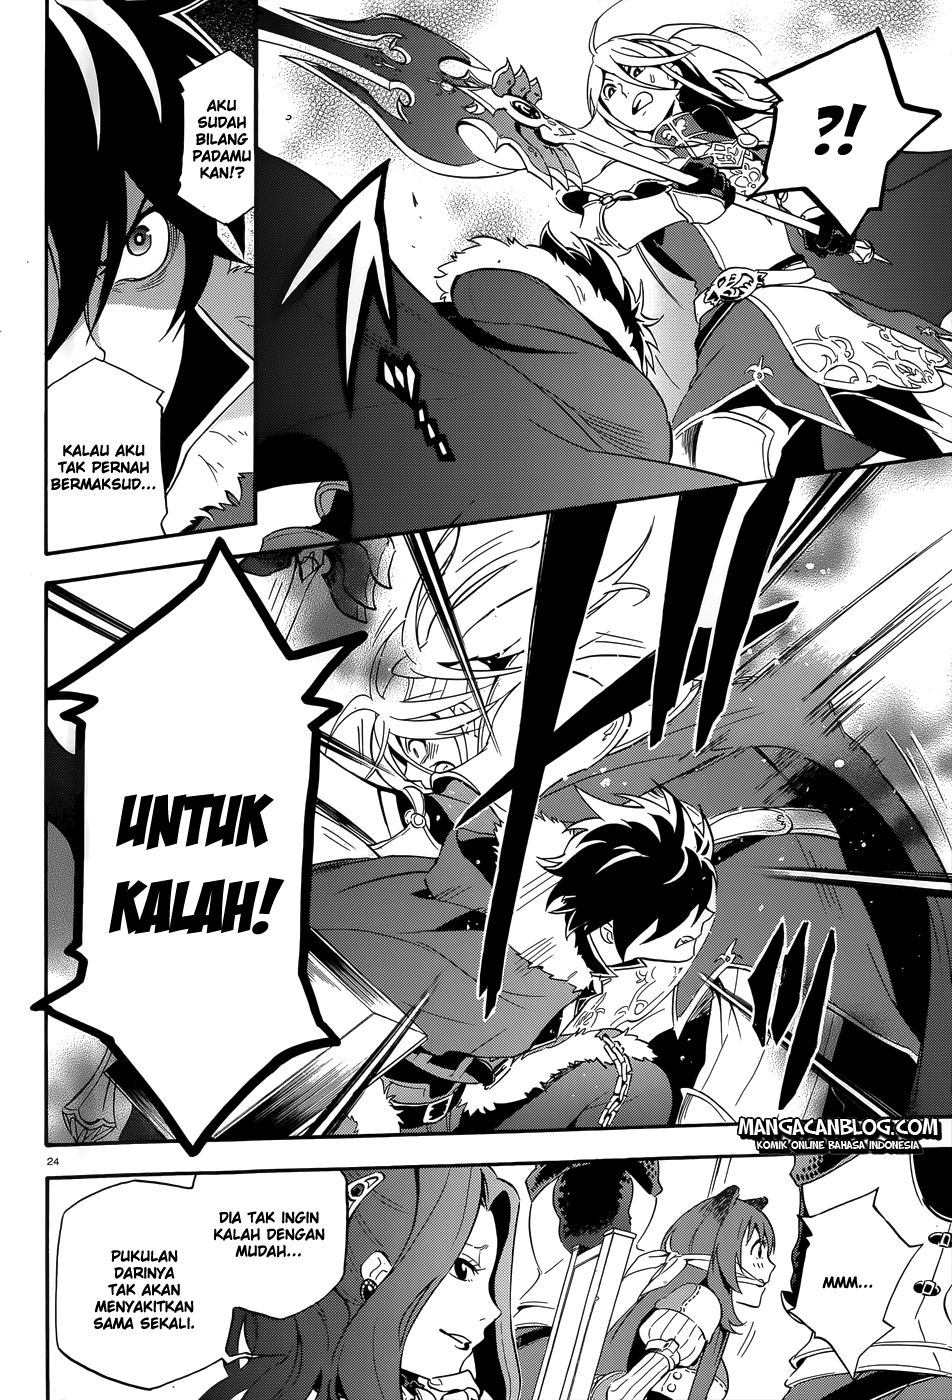 ?!
AKU
SUDAH
BILANG
PADAMU
KAN!?
KALAU AKU
TAK PERNAH
BERMAKSUD...
UNTUK
KALAH!
MANGACANBLOG.COM
KOMIK ONLINE BAHASA INDONESIA
24
MMM...
DIA TAK INGIN
KALAH DENGAN
MUDAH...
PUKULAN
DARINYA
TAK AKAN
MENYAKITKAN
SAMA SEKALI.